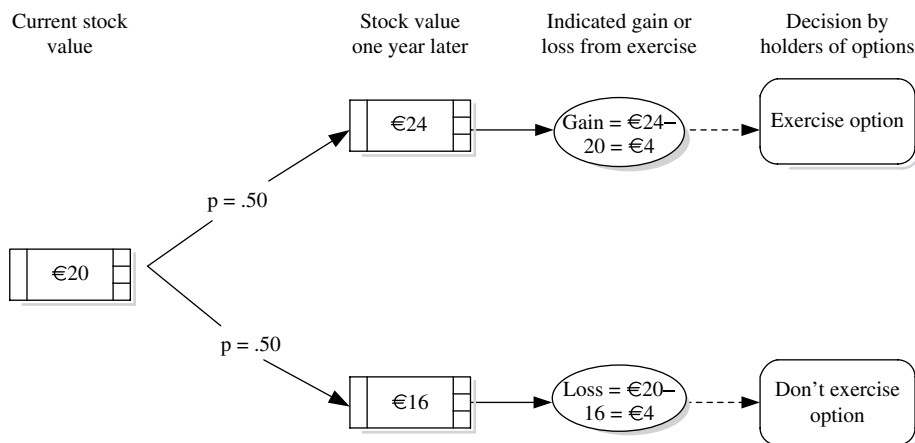 Current stock
value
Stock value
one year later
Indicated gain or
loss from exercise
Decision by
holders of options
€24
Gain = €24–
20 = €4
Exercise option
p = .50
€20
p = .50
€16
Loss = €20–
16 = €4
Don't exercise
option